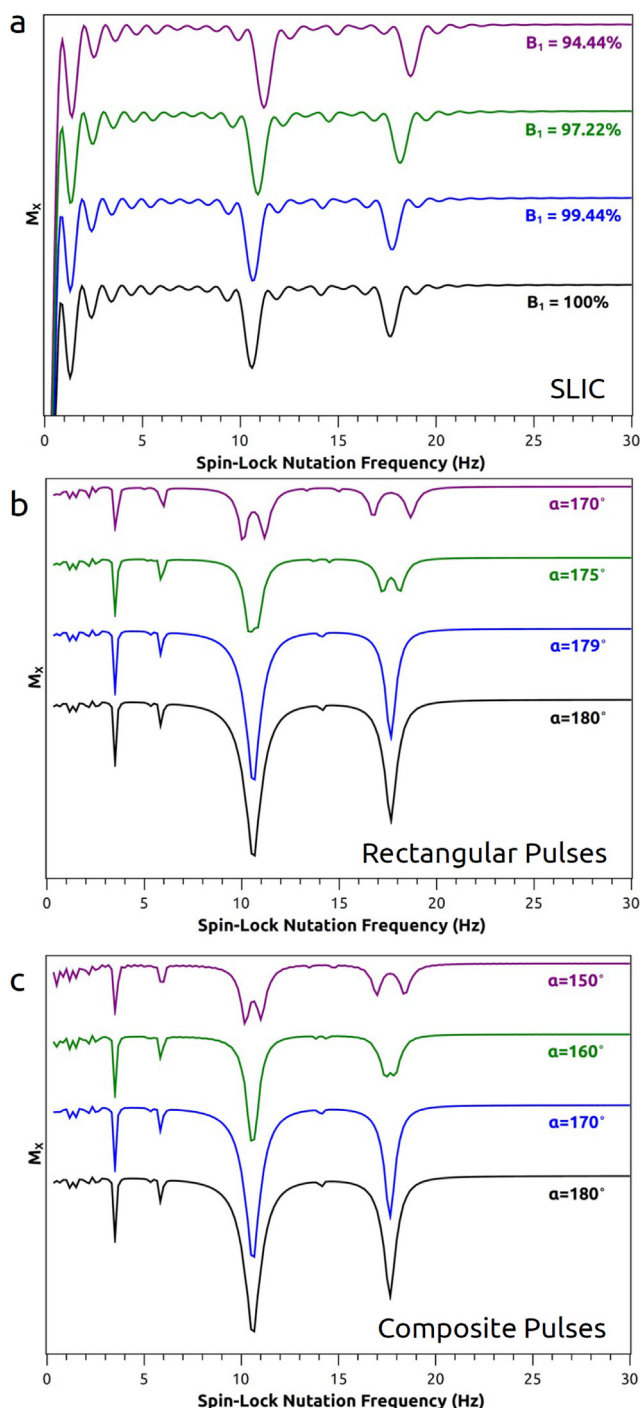 a
B₁ = 94.44%
B₁ = 97.22%
B₁ = 99.44%
B₁ = 100%
SLIC
Mₓ
0 5 10 15 20 25 30
Spin-Lock Nutation Frequency (Hz)
b
α=170°
α=175°
α=179°
α=180°
Rectangular Pulses
Mₓ
0 5 10 15 20 25 30
Spin-Lock Nutation Frequency (Hz)
c
α=150°
α=160°
α=170°
α=180°
Composite Pulses
Mₓ
0 5 10 15 20 25 30
Spin-Lock Nutation Frequency (Hz)